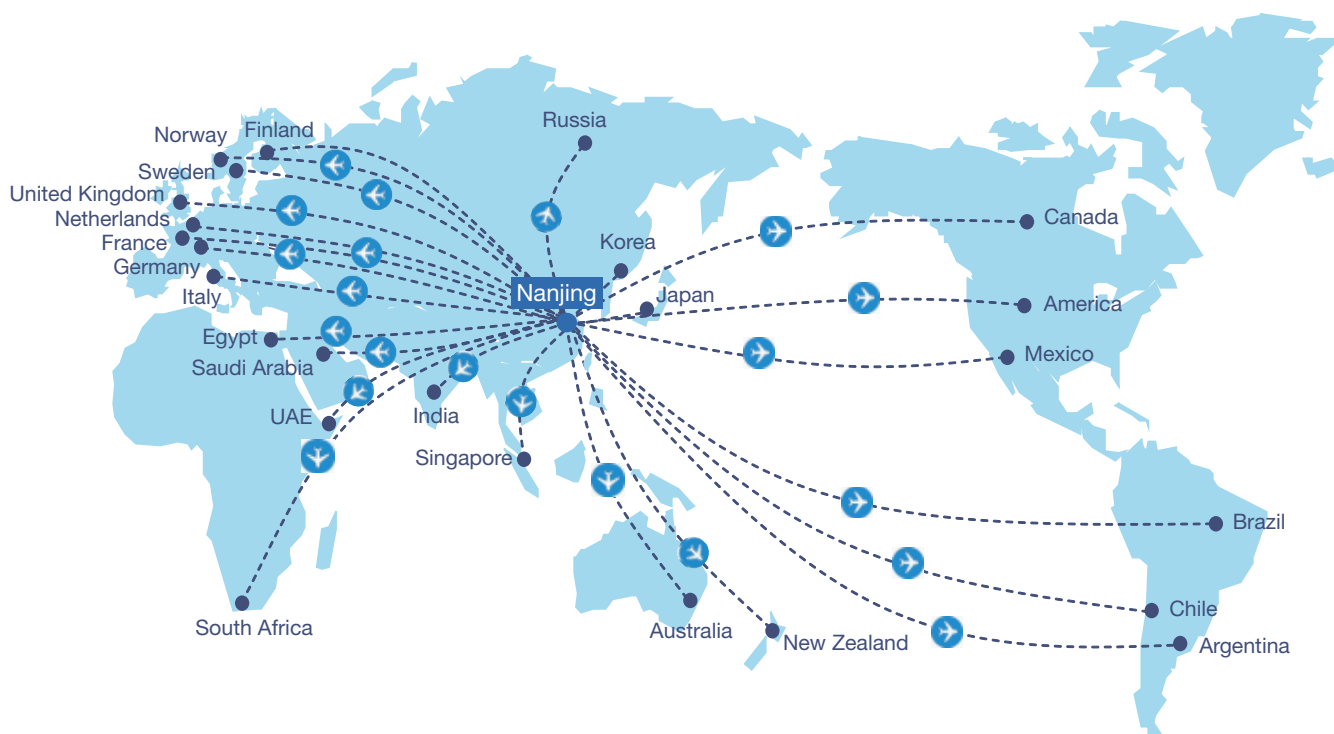 Russia
Norway
Finland
Sweden
United Kingdom
Netherlands
France
Germany
Italy
Korea
Nanjing
Japan
Canada
America
Mexico
Egypt
Saudi Arabia
UAE
India
Singapore
Brazil
Chile
Argentina
South Africa
Australia
New Zealand